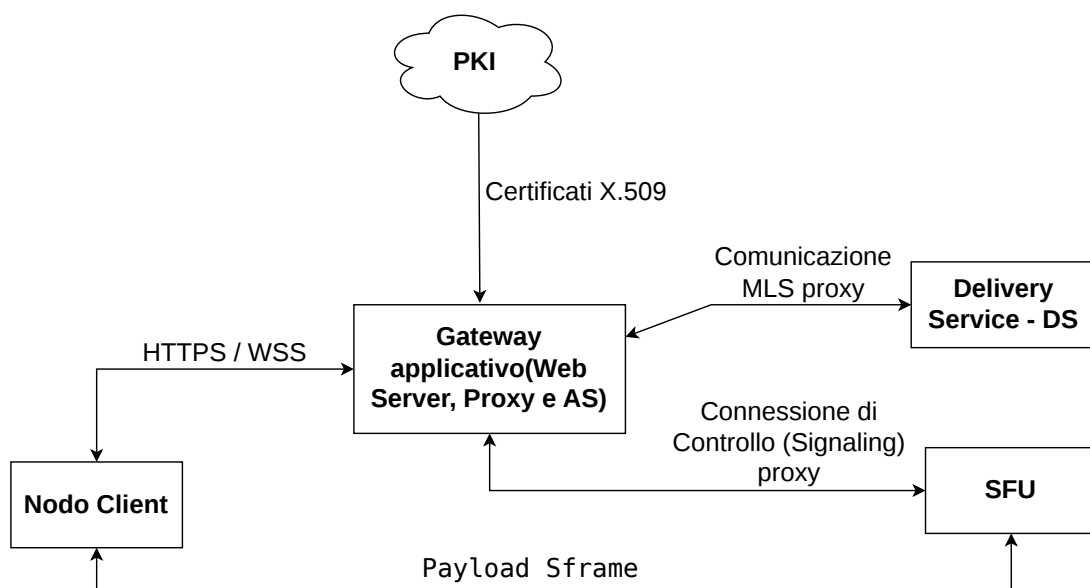 PKI
Certificati X.509
Comunicazione
MLS proxy
Delivery
Service - DS
Gateway
applicativo(Web
Server, Proxy e AS)
HTTPS / WSS
Connessione di
Controllo (Signaling)
proxy
Nodo Client
SFU
Payload Sframe